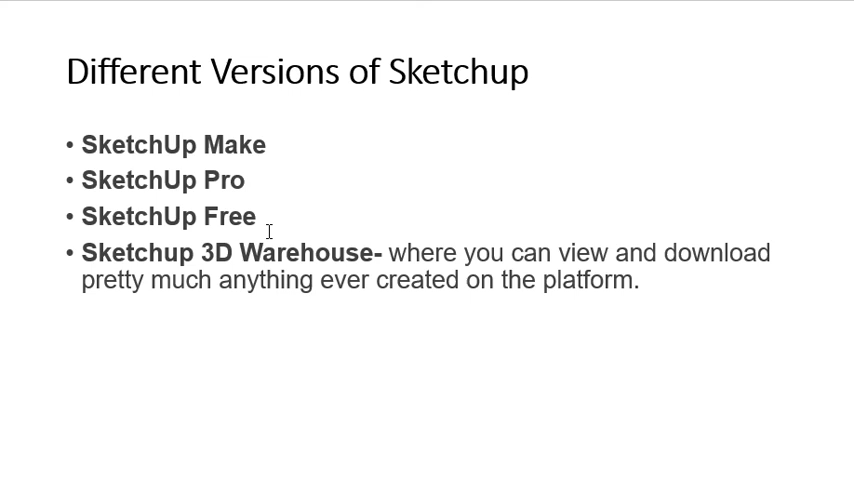 Different Versions of Sketchup
• SketchUp Make
• SketchUp Pro
• SketchUp Free
• Sketchup 3D Warehouse- where you can view and download
pretty much anything ever created on the platform.